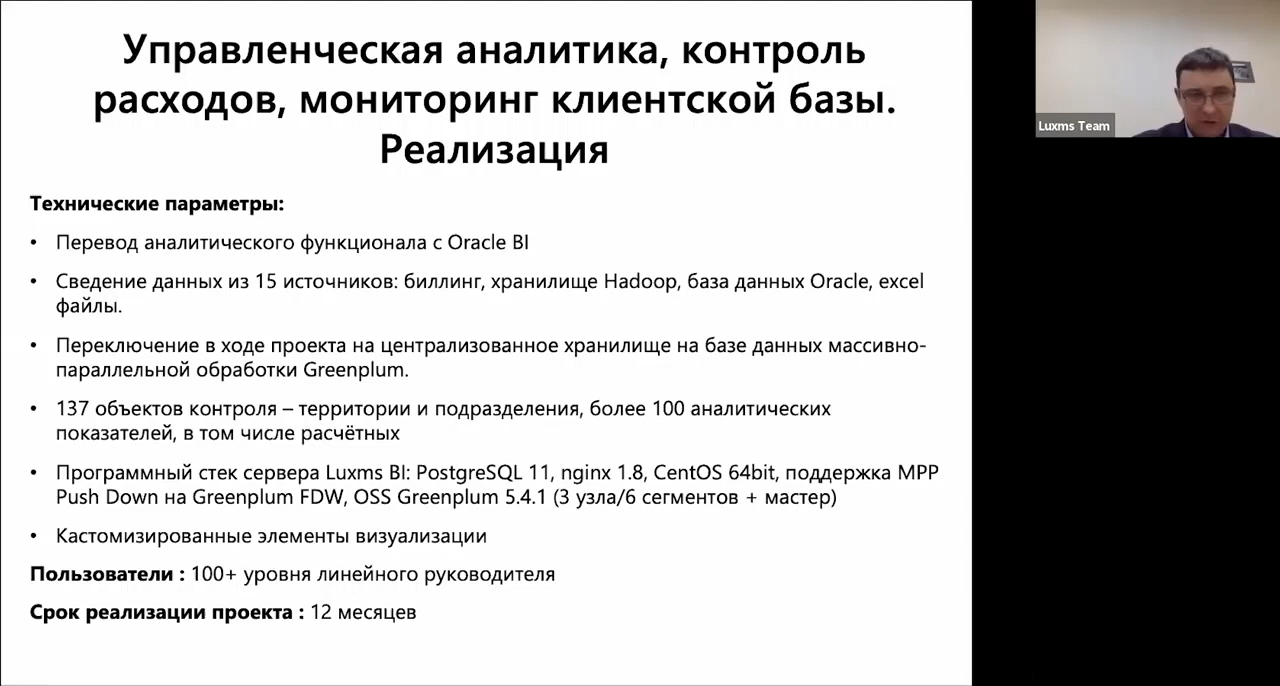 Управленческая аналитика, контроль
расходов, мониторинг клиентской базы.
Реализация
Технические параметры:
• Перевод аналитического функционала с Oracle BI
• Сведение данных из 15 источников: биллинг, хранилище Hadoop, база данных Oracle, excel
файлы.
• Переключение в ходе проекта на централизованное хранилище на базе данных массивно-
параллельной обработки Greenplum.
• 137 объектов контроля – территории и подразделения, более 100 аналитических
показателей, в том числе расчётных
• Программный стек сервера Luxms BI: PostgreSQL 11, nginx 1.8, CentOS 64bit, поддержка MPP
Push Down на Greenplum FDW, OSS Greenplum 5.4.1 (3 узла/6 сегментов + мастер)
• Кастомизированные элементы визуализации
Пользователи : 100+ уровня линейного руководителя
Срок реализации проекта : 12 месяцев
Luxms Team